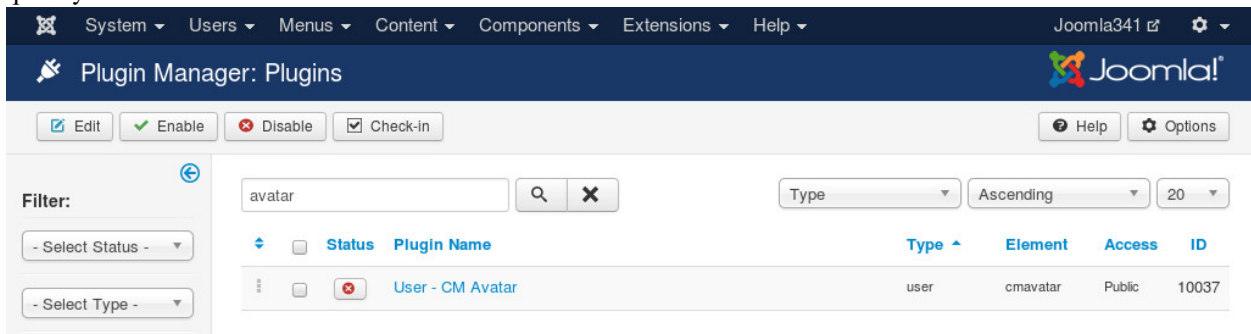 System Users Menus Content Components Extensions Help Joomla341
Plugin Manager: Plugins Joomla!
Edit Enable Disable Check-in Help Options
Filter:
avatar Type Ascending 20
- Select Status - Status Plugin Name Type Element Access ID
User - CM Avatar user cmavatar Public 10037
- Select Type -